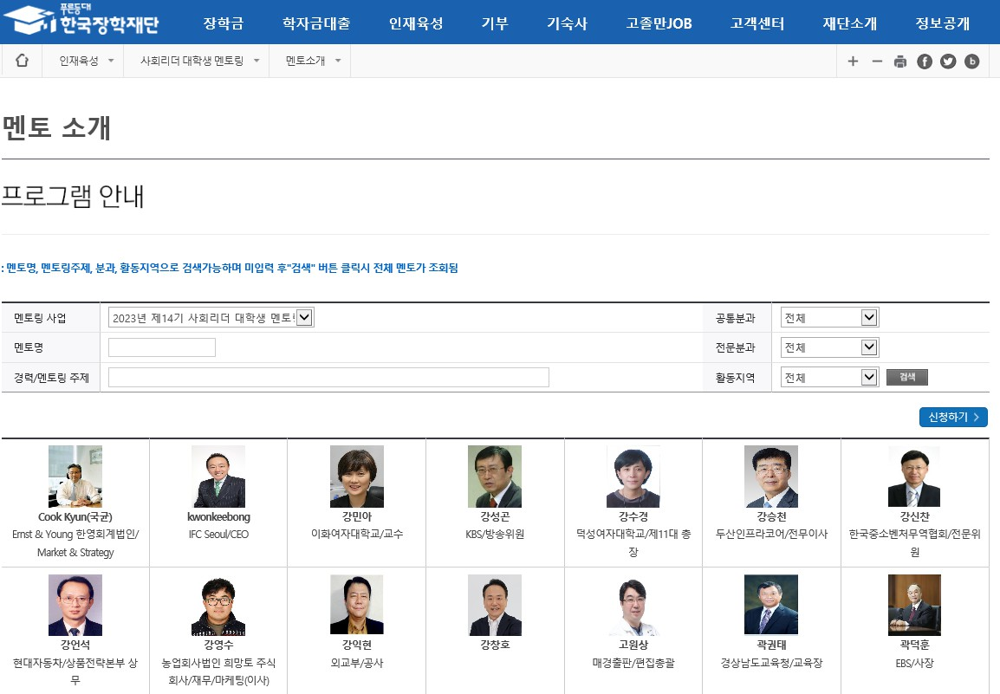 푸른등대
한국장학재단
장학금 학자금대출 인재육성 기부 기숙사 고졸만JOB 고객센터 재단소개 정보공개
인재육성 사회리더 대학생 멘토링 멘토소개
멘토 소개
프로그램 안내
: 멘토명, 멘토링주제, 분과, 활동지역으로 검색가능하며 미입력 후"검색" 버튼 클릭시 전체 멘토가 조회됨
멘토링 사업 2023년 제14기 사회리더 대학생 멘토링 공통분과 전체
멘토명 전문분과 전체
경력/멘토링 주제 활동지역 전체 검색
신청하기 >
Cook Kyun(국균) kwonkeebong 강민아 강성곤 강수경 강승천 강신찬
Ernst & Young 한영회계법인/ IFC Seoul/CEO 이화여자대학교/교수 KBS/방송위원 덕성여자대학교/제11대 총 두산인프라코어/전무이사 한국중소벤처무역협회/전문위
Market & Strategy 장 원
강언석 강영수 강익현 강창호 고원상 곽권태 곽덕훈
현대자동차/상품전략본부 상 농업회사법인 희망토 주식 외교부/공사 매경출판/편집총괄 경상남도교육청/교육장 EBS/사장
무 회사/재무/마케팅(이사)